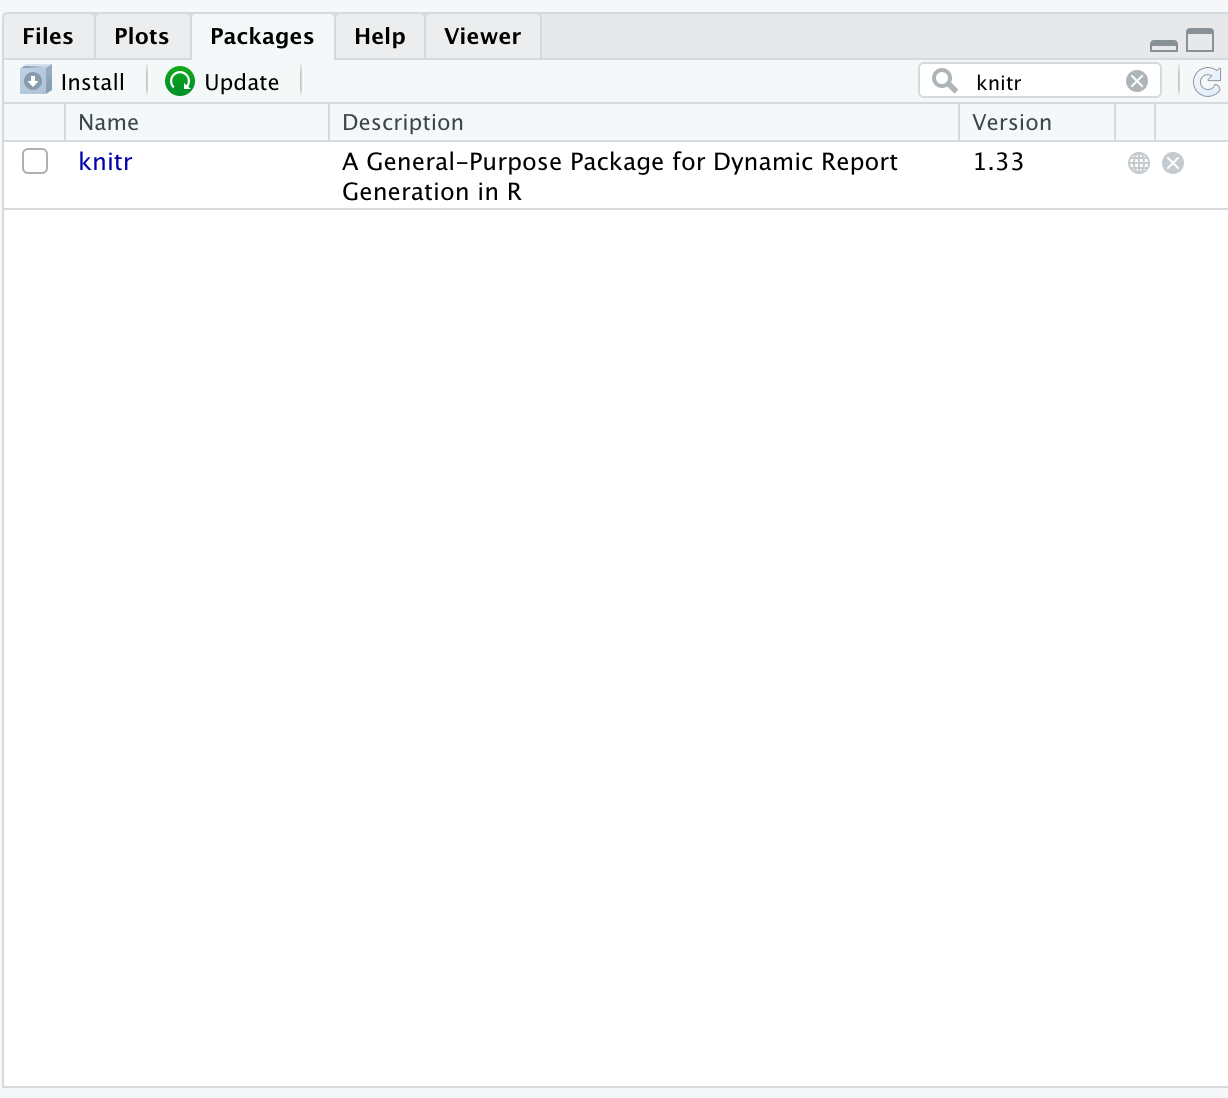 Files Plots Packages Help Viewer
Install Update knitr
Name Description Version
knitr A General-Purpose Package for Dynamic Report 1.33
Generation in R